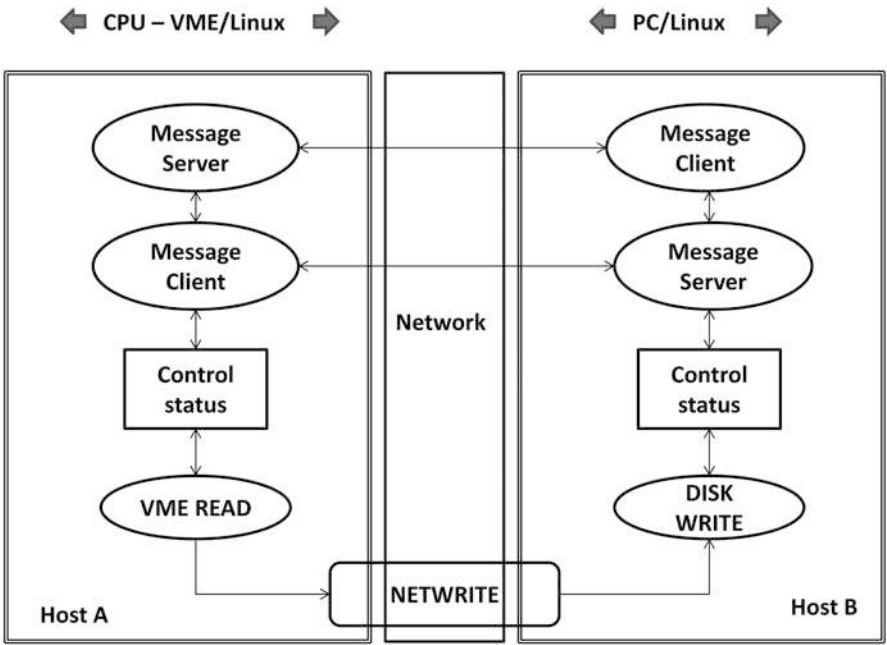 CPU – VME/Linux
PC/Linux
Message
Server
Message
Client
Message
Client
Message
Server
Network
Control
status
Control
status
VME READ
DISK
WRITE
NETWRITE
Host A
Host B